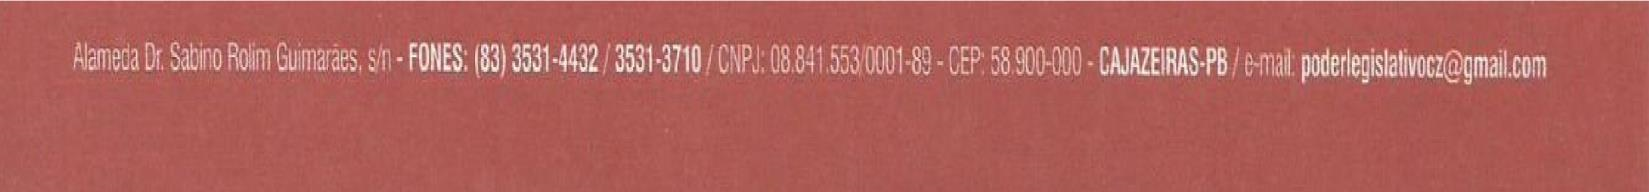 Alameda Dr. Sabino Rolim Guimarães, s/n - FONES: (83) 3531-4432 / 3531-3710 / CNPJ: 08.841.553/0001-89 - CEP: 58.900-000 - CAJAZEIRAS-PB / e-mail: poderlegislativocz@gmail.com